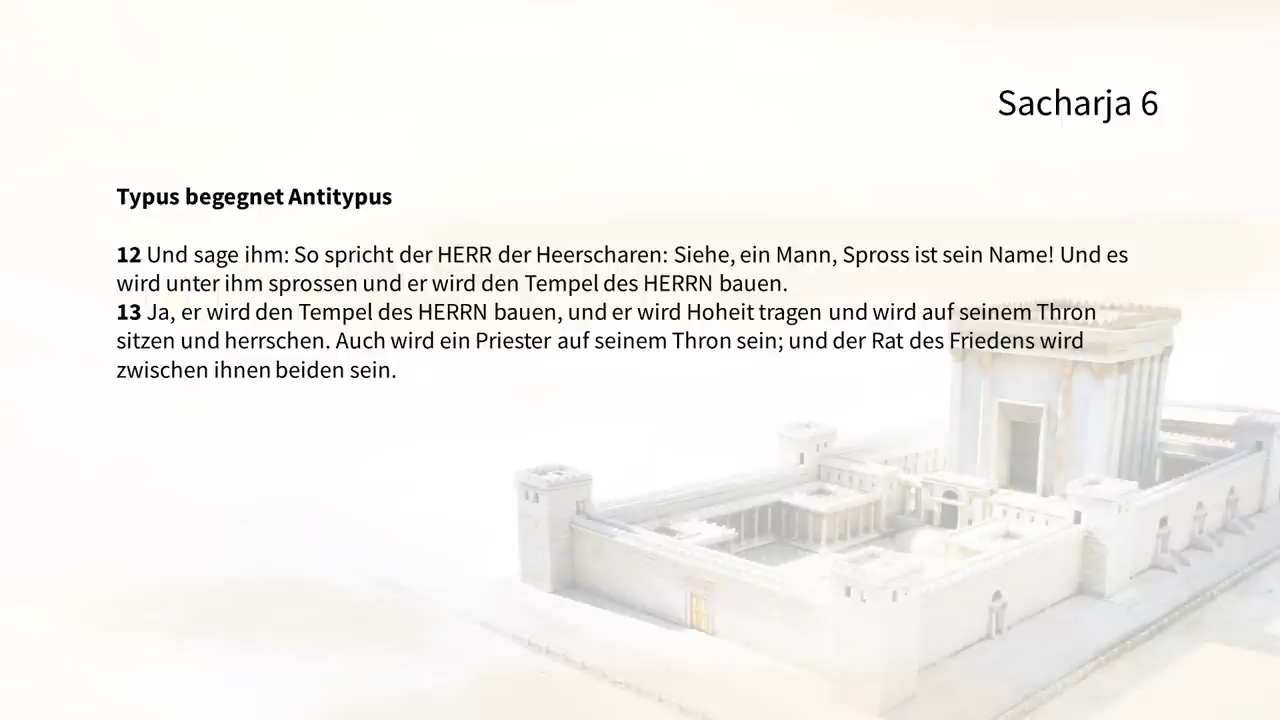 Sacharja 6
Typus begegnet Antitypus
12 Und sage ihm: So spricht der HERR der Heerscharen: Siehe, ein Mann, Spross ist sein Name! Und es
wird unter ihm sprossen und er wird den Tempel des HERRN bauen.
13 Ja, er wird den Tempel des HERRN bauen, und er wird Hoheit tragen und wird auf seinem Thron
sitzen und herrschen. Auch wird ein Priester auf seinem Thron sein; und der Rat des Friedens wird
zwischen ihnen beiden sein.